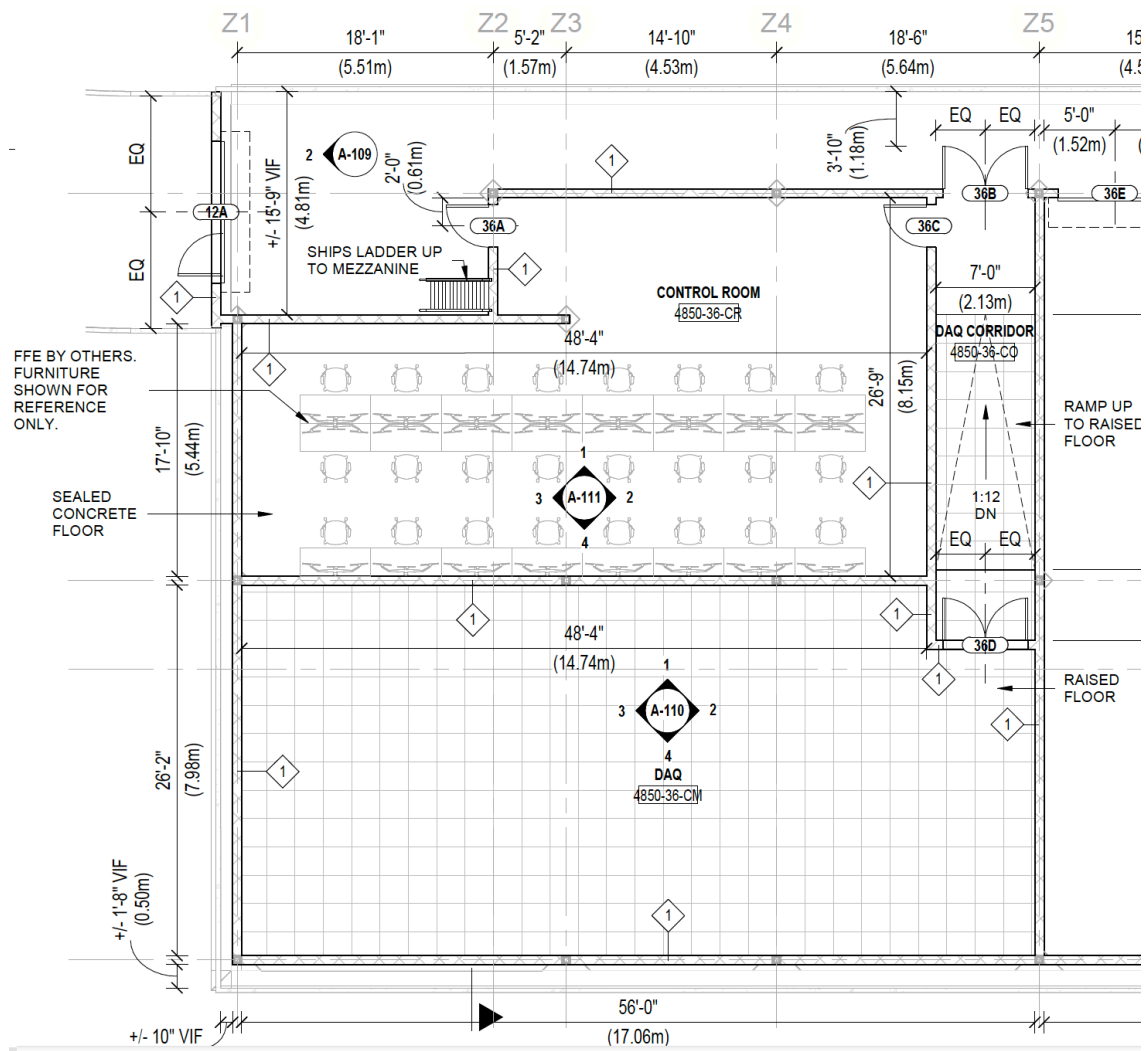 Z1
Z2
Z3
Z4
Z5
18'-1"
5'-2"
14'-10"
18'-6"
(5.51m)
(1.57m)
(4.53m)
(5.64m)
EQ
EQ
5'-0"
(1.52m)
EQ
EQ
12A
+/- 15'-9" VIF
(4.81m)
2
A-109
2'-0"
(0.61m)
1
3'-10"
(1.18m)
36B
36E
36A
36C
SHIPS LADDER UP
TO MEZZANINE
1
1
CONTROL ROOM
4850-36-CR
7'-0"
(2.13m)
DAQ CORRIDOR
4850-36-CO
48'-4"
(14.74m)
1
FFE BY OTHERS.
FURNITURE
SHOWN FOR
REFERENCE
ONLY.
26'-9"
(8.15m)
RAMP UP
TO RAISED
FLOOR
17'-10"
(5.44m)
SEALED
CONCRETE
FLOOR
1
3
A-111
2
4
1
1:12
DN
EQ
EQ
1
1
48'-4"
(14.74m)
36D
1
RAISED
FLOOR
1
3
A-110
2
4
1
DAQ
4850-36-CM
1
26'-2"
(7.98m)
+/- 1'-8" VIF
(0.50m)
1
56'-0"
(17.06m)
+/- 10" VIF